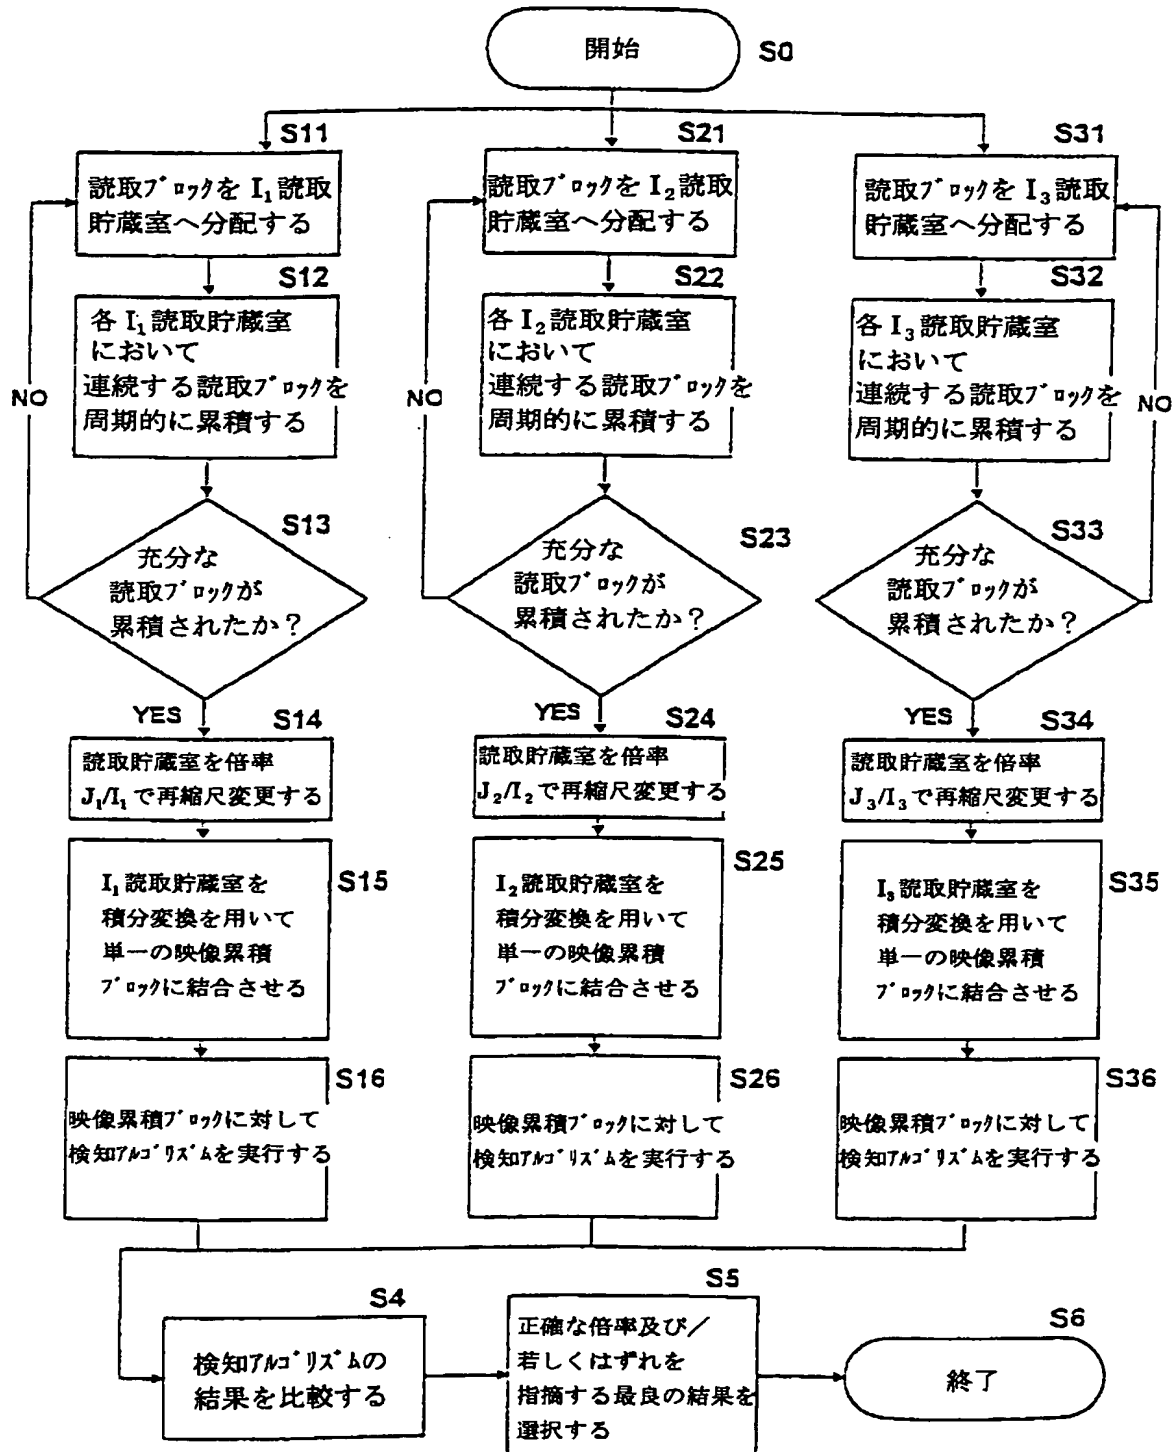 開始
S0
S11
読取ブロックを I₁読取
貯蔵室へ分配する
S12
各 I₁読取貯蔵室
において
連続する読取ブロックを
周期的に累積する
NO
S13
充分な
読取ブロックが
累積されたか?
YES
S14
読取貯蔵室を倍率
J₁/I₁で再縮尺変更する
S15
I₁読取貯蔵室を
積分変換を用いて
単一の映像累積
ブロックに結合させる
S16
映像累積ブロックに対して
検知アルゴリズムを実行する
S21
読取ブロックを I₂読取
貯蔵室へ分配する
S22
各 I₂読取貯蔵室
において
連続する読取ブロックを
周期的に累積する
NO
S23
充分な
読取ブロックが
累積されたか?
YES
S24
読取貯蔵室を倍率
J₂/I₂で再縮尺変更する
S25
I₂読取貯蔵室を
積分変換を用いて
単一の映像累積
ブロックに結合させる
S26
映像累積ブロックに対して
検知アルゴリズムを実行する
S31
読取ブロックを I₃読取
貯蔵室へ分配する
S32
各 I₃読取貯蔵室
において
連続する読取ブロックを
周期的に累積する
NO
S33
充分な
読取ブロックが
累積されたか?
YES
S34
読取貯蔵室を倍率
J₃/I₃で再縮尺変更する
S35
I₃読取貯蔵室を
積分変換を用いて
単一の映像累積
ブロックに結合させる
S36
映像累積ブロックに対して
検知アルゴリズムを実行する
S4
検知アルゴリズムの
結果を比較する
S5
正確な倍率及び/
若しくはずれを
指摘する最良の結果を
選択する
S6
終了